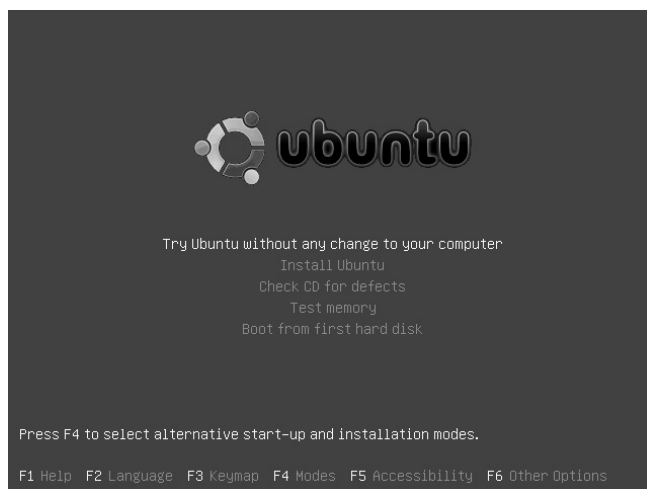 ubuntu
Try Ubuntu without any change to your computer
Install Ubuntu
Check CD for defects
Test memory
Boot from first hard disk
Press F4 to select alternative start-up and installation modes.
F1 Help F2 Language F3 Keymap F4 Modes F5 Accessibility F6 Other Options